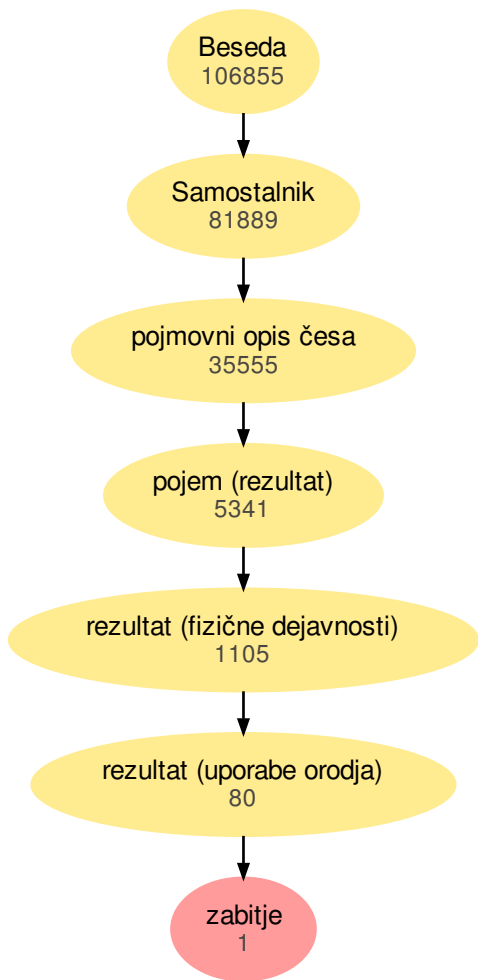 Beseda
106855
Samostalnik
81889
pojmovni opis česa
35555
pojem (rezultat)
5341
rezultat (fizične dejavnosti)
1105
rezultat (uporabe orodja)
80
zabitje
1